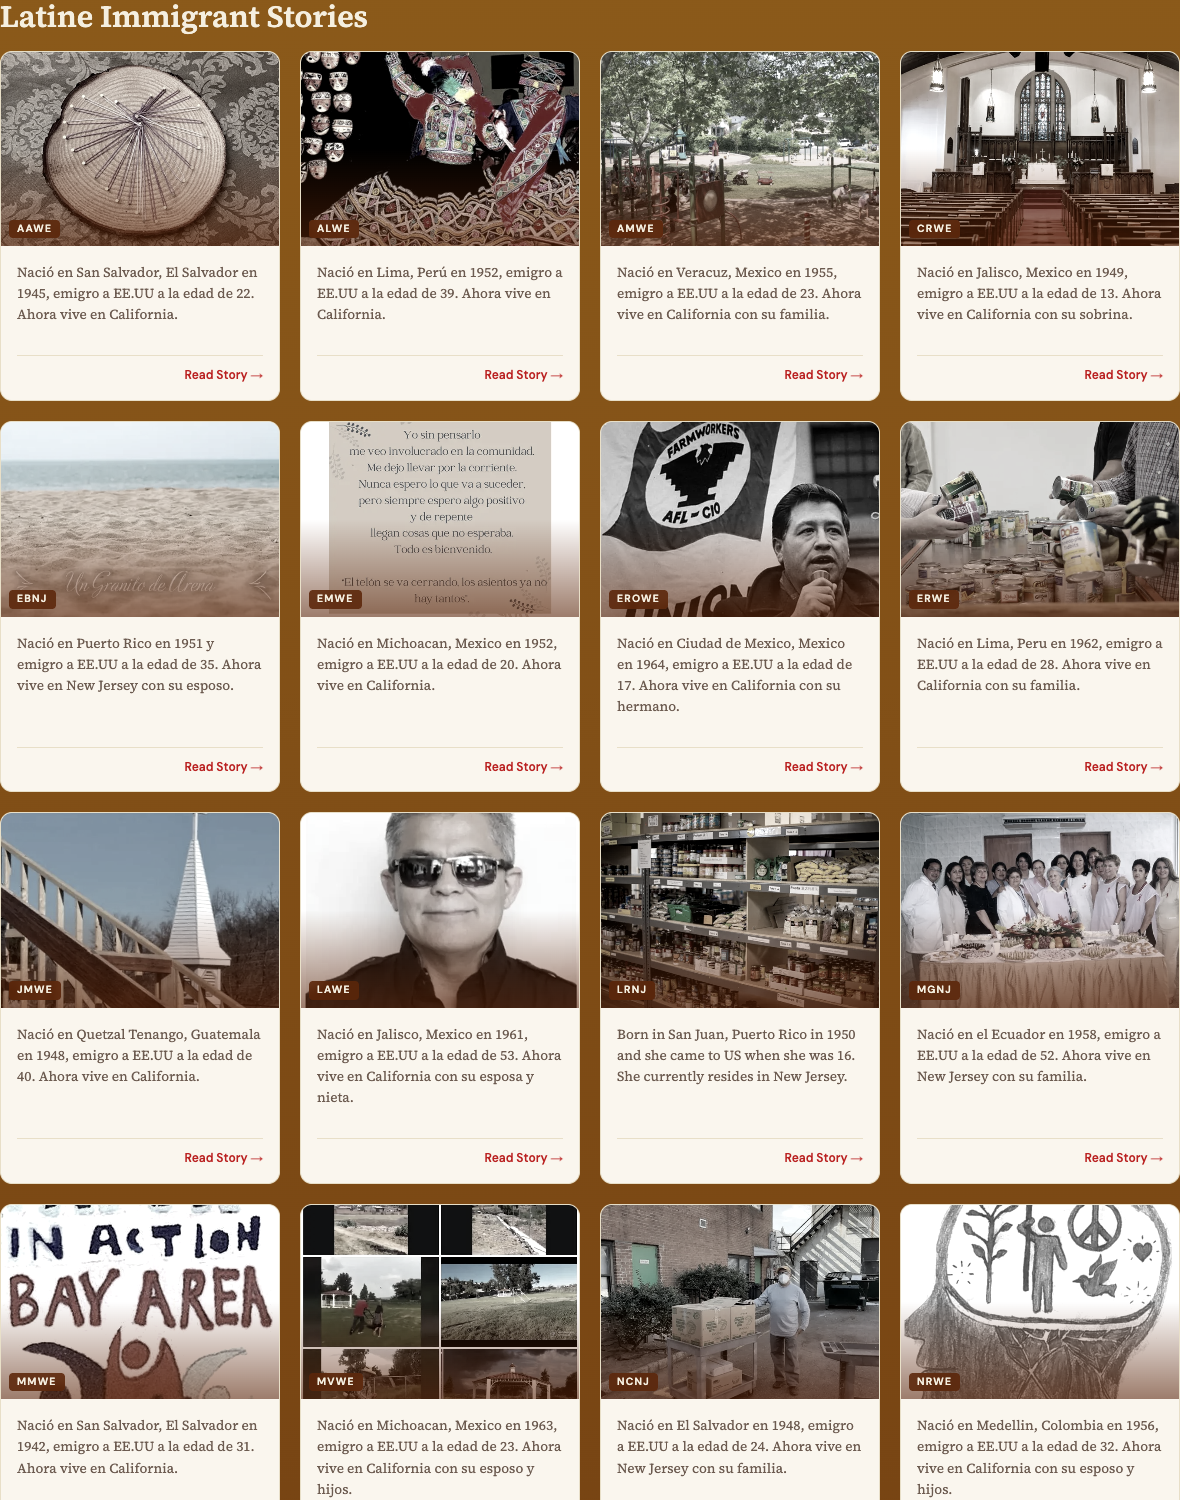 Latine Immigrant Stories
AAWE
Nació en San Salvador, El Salvador en
1945, emigro a EE.UU a la edad de 22.
Ahora vive en California.
Read Story →
ALWE
Nació en Lima, Perú en 1952, emigro a
EE.UU a la edad de 39. Ahora vive en
California.
Read Story →
AMWE
Nació en Veracuz, Mexico en 1955,
emigro a EE.UU a la edad de 23. Ahora
vive en California con su familia.
Read Story →
CRWE
Nació en Jalisco, Mexico en 1949,
emigro a EE.UU a la edad de 13. Ahora
vive en California con su sobrina.
Read Story →
Un Granito de Arena
EBNJ
Nació en Puerto Rico en 1951 y
emigro a EE.UU a la edad de 35. Ahora
vive en New Jersey con su esposo.
Read Story →
Yo sin pensarlo
me veo involucrado en la comunidad.
Me dejo llevar por la corriente.
Nunca espero lo que va a suceder,
pero siempre espero algo positivo
y de repente
llegan cosas que no esperaba.
Todo es bienvenido.
"El telón se va cerrando, los asientos ya no
hay tantos".
EMWE
Nació en Michoacan, Mexico en 1952,
emigro a EE.UU a la edad de 20. Ahora
vive en California.
Read Story →
FARMWORKERS
AFL-CIO
UNION
EROWE
Nació en Ciudad de Mexico, Mexico
en 1964, emigro a EE.UU a la edad de
17. Ahora vive en California con su
hermano.
Read Story →
ERWE
Nació en Lima, Peru en 1962, emigro a
EE.UU a la edad de 28. Ahora vive en
California con su familia.
Read Story →
JMWE
Nació en Quetzal Tenango, Guatemala
en 1948, emigro a EE.UU a la edad de
40. Ahora vive en California.
Read Story →
LAWE
Nació en Jalisco, Mexico en 1961,
emigro a EE.UU a la edad de 53. Ahora
vive en California con su esposa y
nieta.
Read Story →
LRNJ
Born in San Juan, Puerto Rico in 1950
and she came to US when she was 16.
She currently resides in New Jersey.
Read Story →
MGNJ
Nació en el Ecuador en 1958, emigro a
EE.UU a la edad de 52. Ahora vive en
New Jersey con su familia.
Read Story →
IN ACTION
BAY AREA
MMWE
Nació en San Salvador, El Salvador en
1942, emigro a EE.UU a la edad de 31.
Ahora vive en California.
MVWE
Nació en Michoacan, Mexico en 1963,
emigro a EE.UU a la edad de 23. Ahora
vive en California con su esposo y
hijos.
NCNJ
Nació en El Salvador en 1948, emigro
a EE.UU a la edad de 24. Ahora vive en
New Jersey con su familia.
NRWE
Nació en Medellin, Colombia en 1956,
emigro a EE.UU a la edad de 32. Ahora
vive en California con su esposo y
hijos.